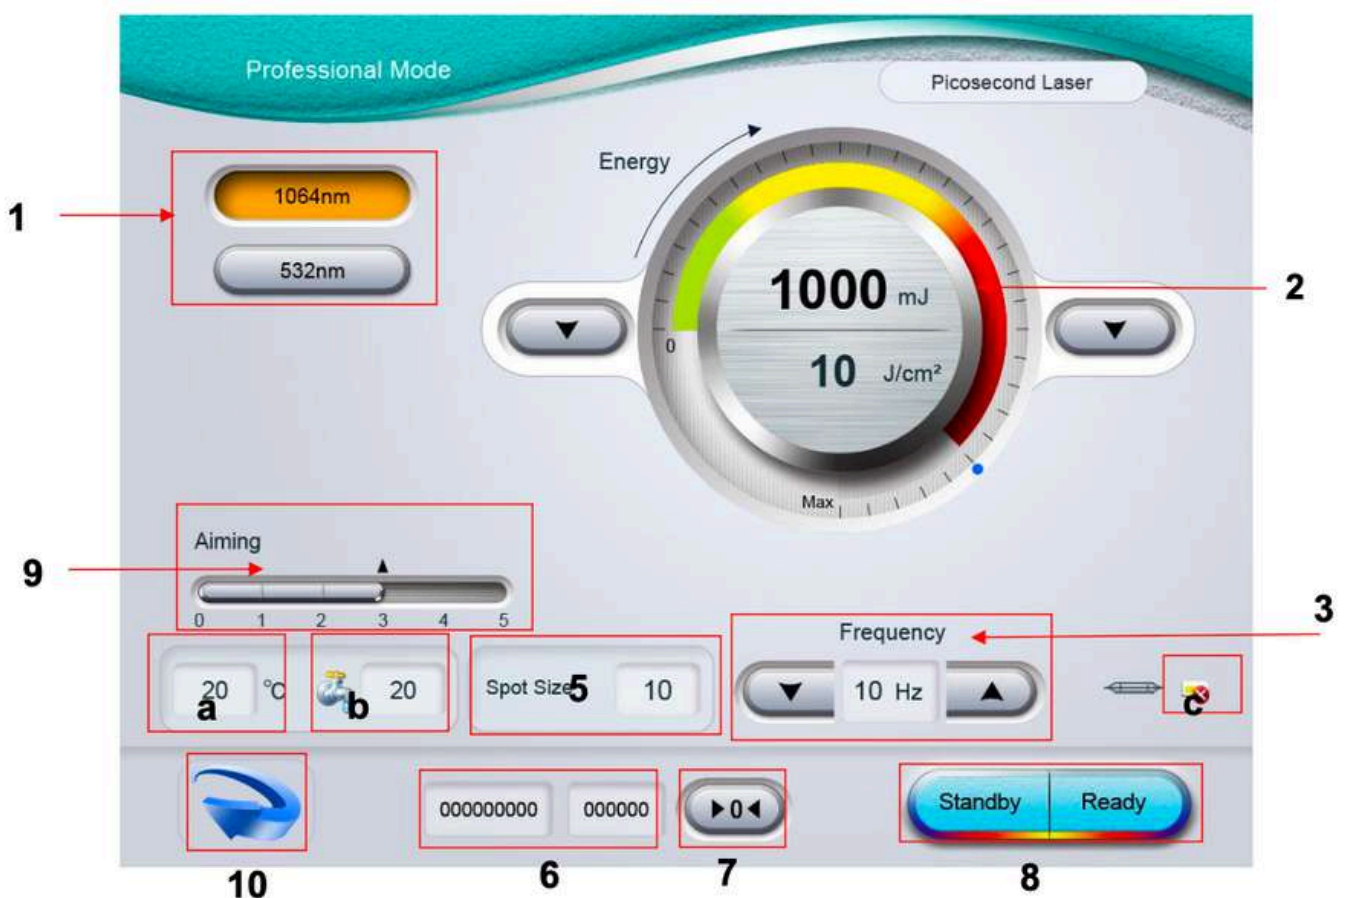 Professional Mode
Picosecond Laser
Energy
1064nm
1
532nm
1000 mJ
2
0
10 J/cm²
Max
Aiming
9
0 1 2 3 4 5
3
Frequency
20 °C
a
20
b
Spot Size
5
10
10 Hz
c
000000000 000000
▶0◀
Standby Ready
10
6
7
8